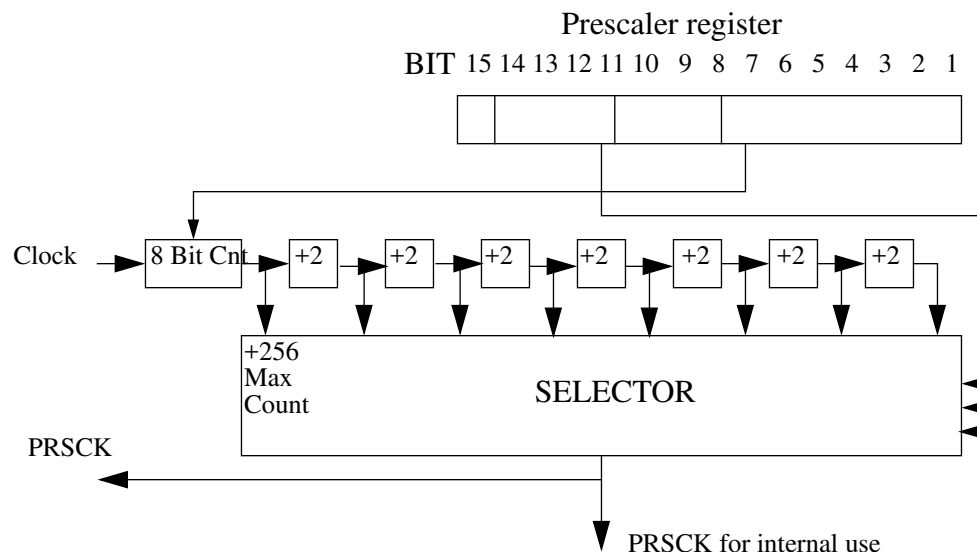 Prescaler register
BIT 15 14 13 12 11 10 9 8 7 6 5 4 3 2 1
Clock
8 Bit Cnt
+2 +2 +2 +2 +2 +2 +2
+256
Max
Count
SELECTOR
PRSCK
PRSCK for internal use